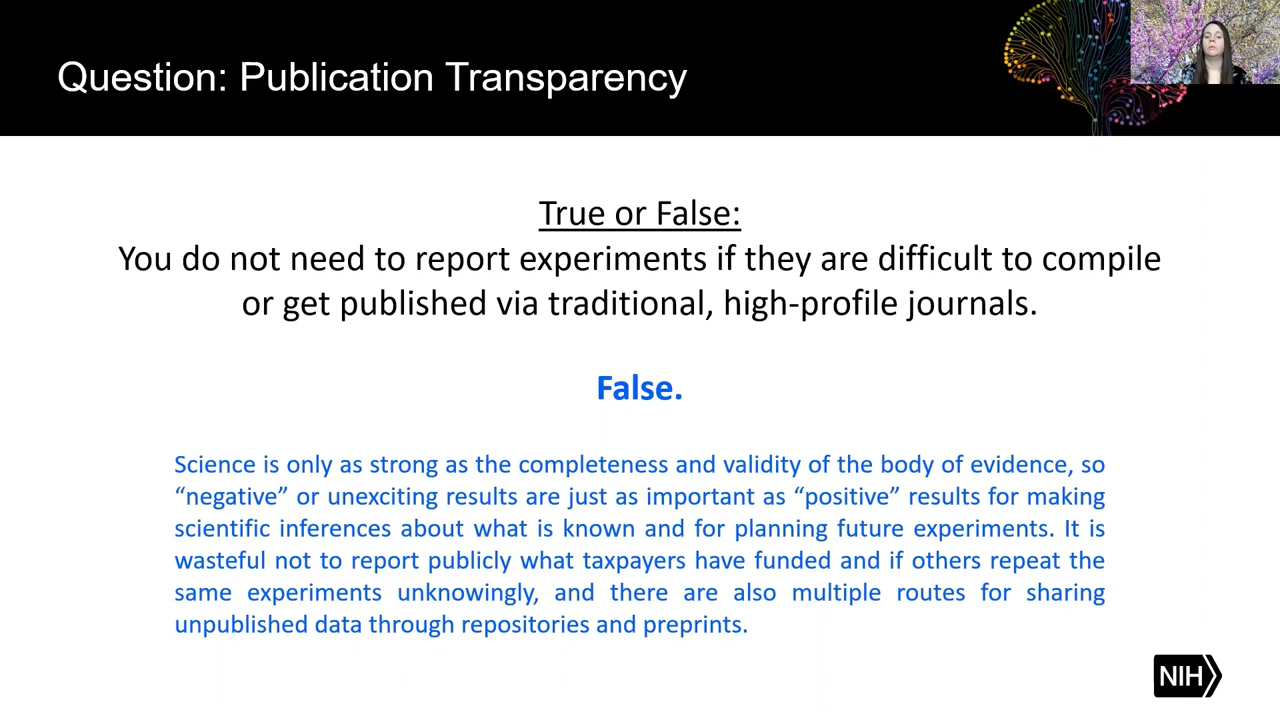 Question: Publication Transparency
True or False:
You do not need to report experiments if they are difficult to compile
or get published via traditional, high-profile journals.
False.
Science is only as strong as the completeness and validity of the body of evidence, so
“negative” or unexciting results are just as important as “positive” results for making
scientific inferences about what is known and for planning future experiments. It is
wasteful not to report publicly what taxpayers have funded and if others repeat the
same experiments unknowingly, and there are also multiple routes for sharing
unpublished data through repositories and preprints.
NIH